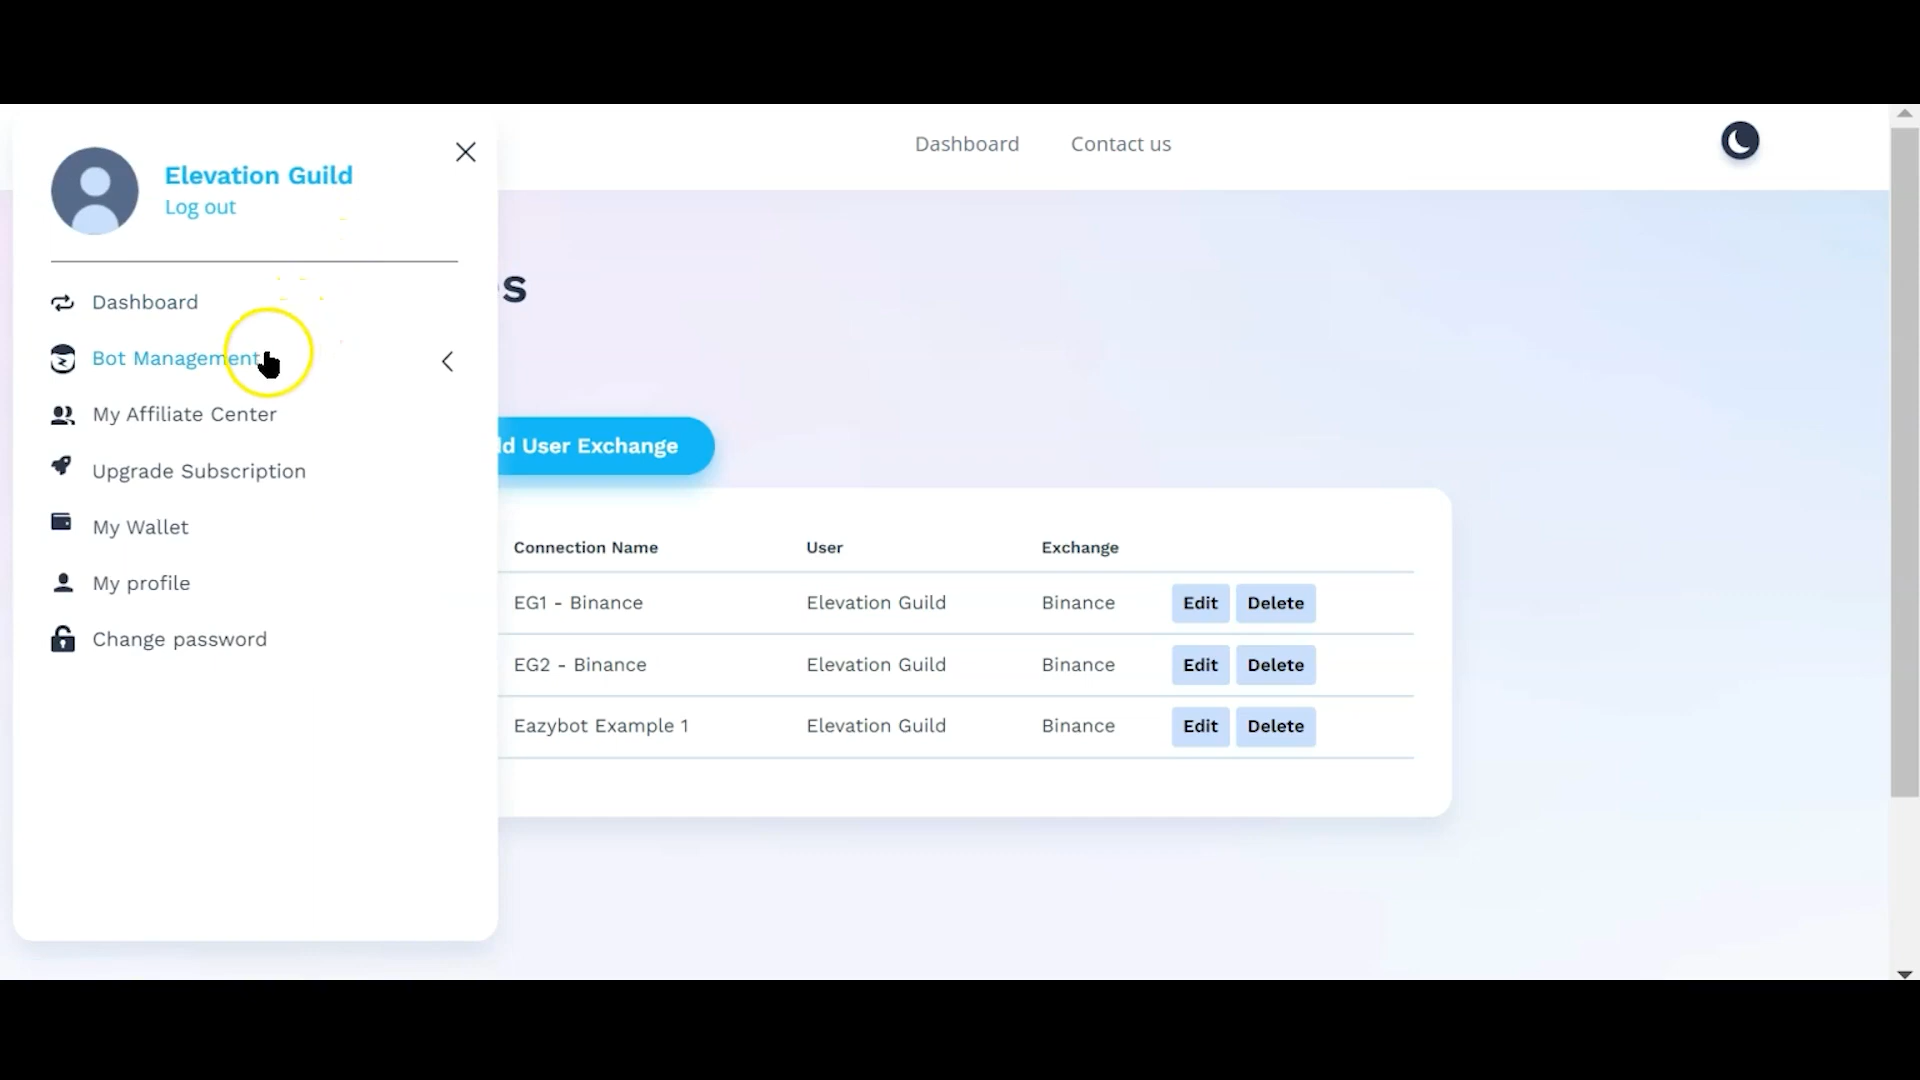 Dashboard Contact us
Elevation Guild
Log out
Dashboard
Bot Management
My Affiliate Center
Upgrade Subscription
My Wallet
My profile
Change password
User Exchange
Connection Name User Exchange
EG1 - Binance Elevation Guild Binance Edit Delete
EG2 - Binance Elevation Guild Binance Edit Delete
Eazybot Example 1 Elevation Guild Binance Edit Delete